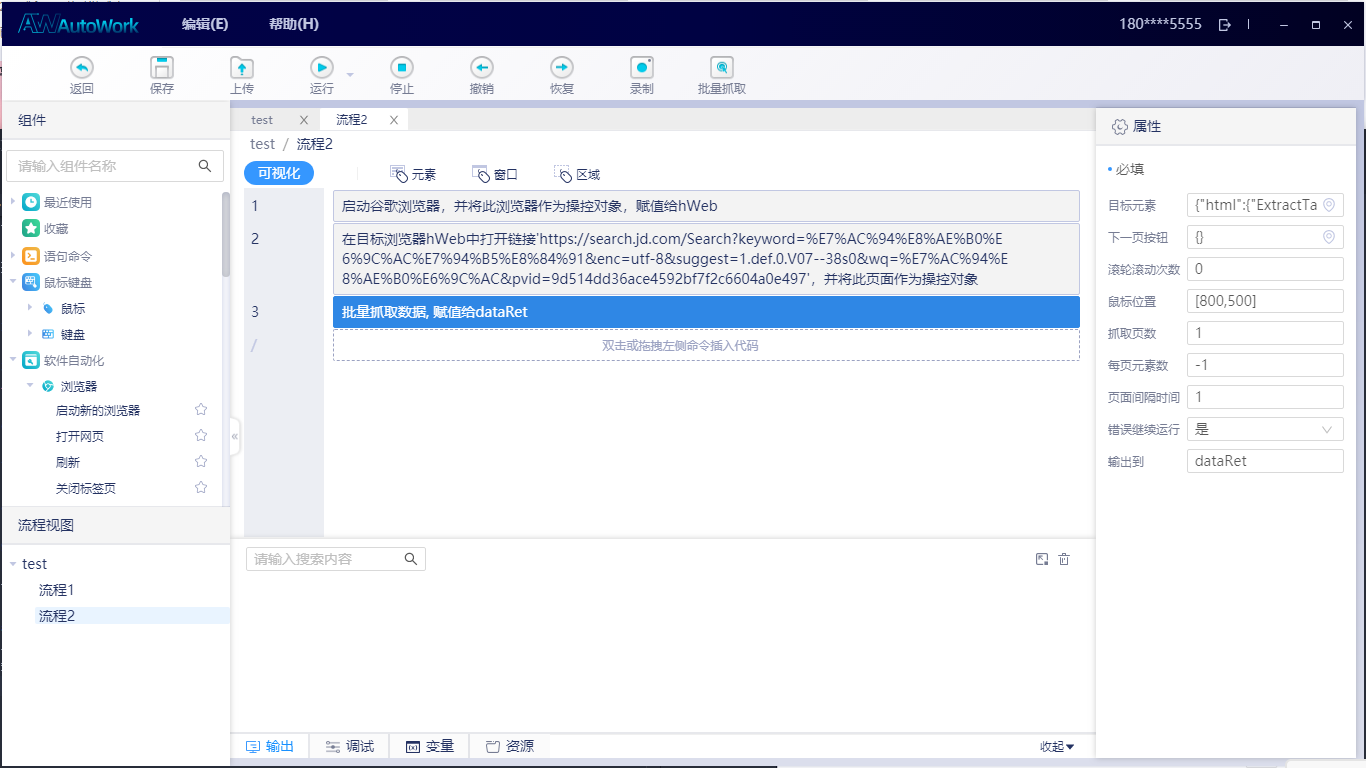 AutoWork 编辑(E) 帮助(H) 180****5555
返回 保存 上传 运行 停止 撤销 恢复 录制 批量抓取
组件
请输入组件名称
最近使用
收藏
语句命令
鼠标键盘
鼠标
键盘
软件自动化
浏览器
启动新的浏览器
打开网页
刷新
关闭标签页
流程视图
test
流程1
流程2
test 流程2
test / 流程2
可视化 元素 窗口 区域
1 启动谷歌浏览器，并将此浏览器作为操控对象，赋值给hWeb
2 在目标浏览器hWeb中打开链接'https://search.jd.com/Search?keyword=%E7%AC%94%E8%AE%B0%E
6%9C%AC%E7%94%B5%E8%84%91&enc=utf-8&suggest=1.def.0.V07--38s0&wq=%E7%AC%94%E
8%AE%B0%E6%9C%AC&pvid=9d514dd36ace4592bf7f2c6604a0e497'，并将此页面作为操控对象
3 批量抓取数据, 赋值给dataRet
/ 双击或拖拽左侧命令插入代码
«
请输入搜索内容
输出 调试 变量 资源 收起
属性
必填
目标元素 {"html":{"ExtractTa
下一页按钮 {}
滚轮滚动次数 0
鼠标位置 [800,500]
抓取页数 1
每页元素数 -1
页面间隔时间 1
错误继续运行 是
输出到 dataRet